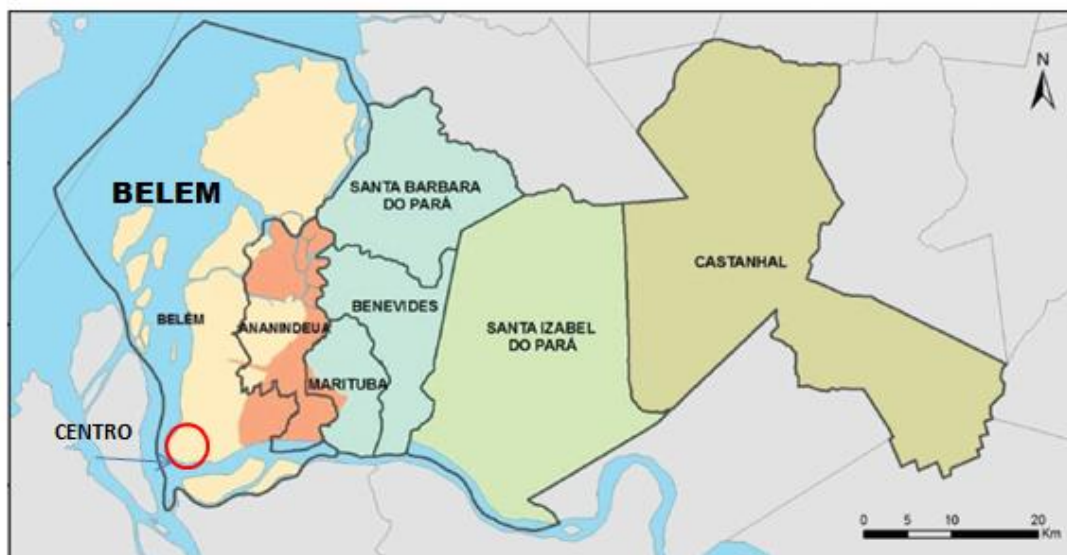 N
BELEM
SANTA BARBARA
DO PARÁ
CASTANHAL
BELÉM
ANANINDEUA
BENEVIDES
SANTA IZABEL
DO PARÁ
MARITUBA
CENTRO
0 5 10 20
Km